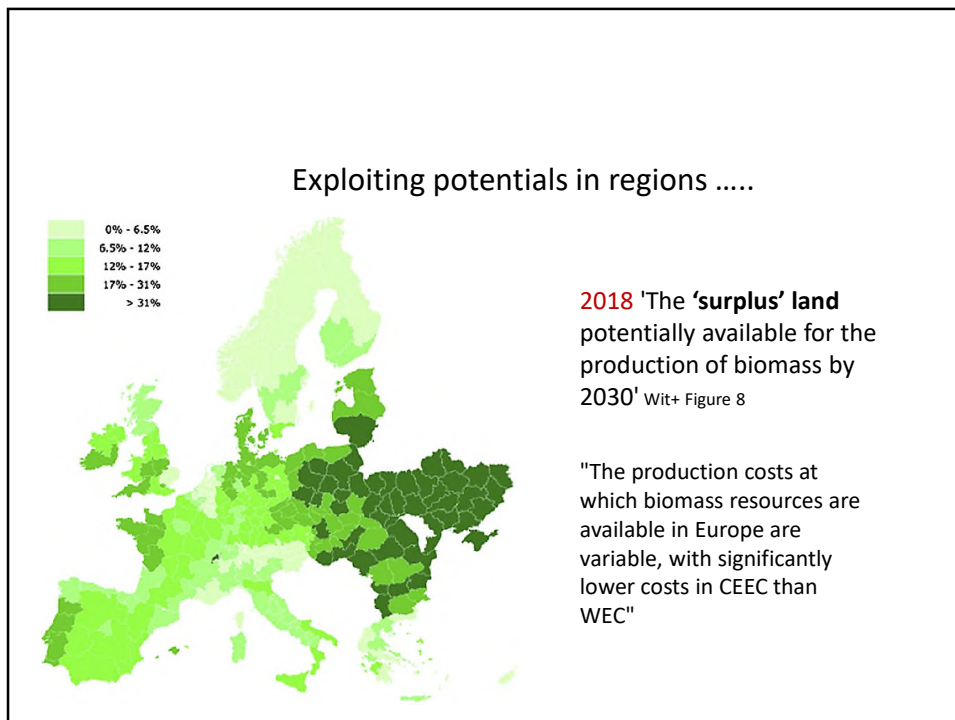 Exploiting potentials in regions …..
0% - 6.5%
6.5% - 12%
12% - 17%
17% - 31%
> 31%
2018 'The ‘surplus’ land
potentially available for the
production of biomass by
2030' Wit+ Figure 8
"The production costs at
which biomass resources are
available in Europe are
variable, with significantly
lower costs in CEEC than
WEC"